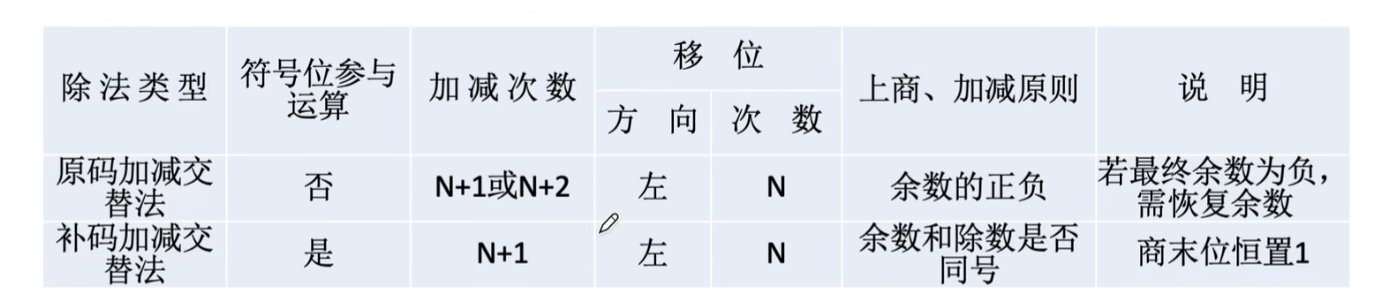 除法类型 符号位参与运算 加减次数 移 位 上商、加减原则 说 明
方 向 次 数
原码加减交替法 否 N+1或N+2 左 N 余数的正负 若最终余数为负，需恢复余数
补码加减交替法 是 N+1 左 N 余数和除数是否同号 商末位恒置1